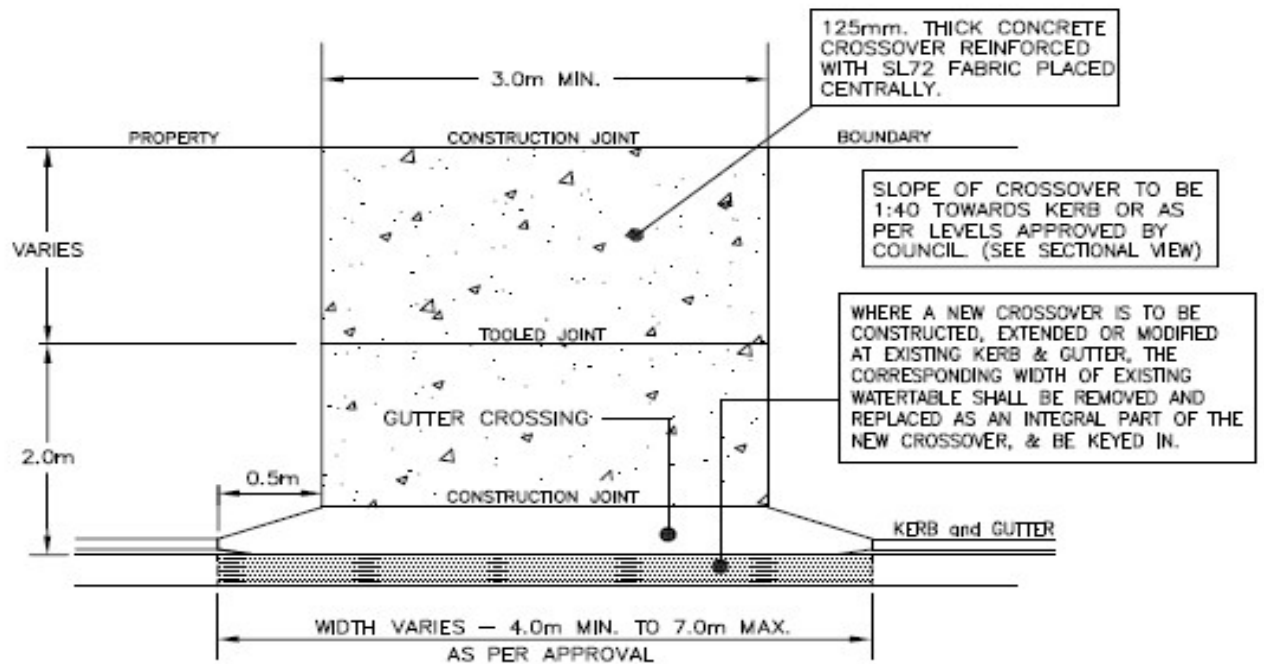 125mm. THICK CONCRETE
CROSSOVER REINFORCED
WITH SL72 FABRIC PLACED
CENTRALLY.
3.0m MIN.
PROPERTY
CONSTRUCTION JOINT
BOUNDARY
SLOPE OF CROSSOVER TO BE
1:40 TOWARDS KERB OR AS
PER LEVELS APPROVED BY
COUNCIL. (SEE SECTIONAL VIEW)
VARIES
TOOLED JOINT
WHERE A NEW CROSSOVER IS TO BE
CONSTRUCTED, EXTENDED OR MODIFIED
AT EXISTING KERB & GUTTER, THE
CORRESPONDING WIDTH OF EXISTING
WATERTABLE SHALL BE REMOVED AND
REPLACED AS AN INTEGRAL PART OF THE
NEW CROSSOVER, & BE KEYED IN.
GUTTER CROSSING
2.0m
0.5m
CONSTRUCTION JOINT
KERB and GUTTER
WIDTH VARIES – 4.0m MIN. TO 7.0m MAX.
AS PER APPROVAL